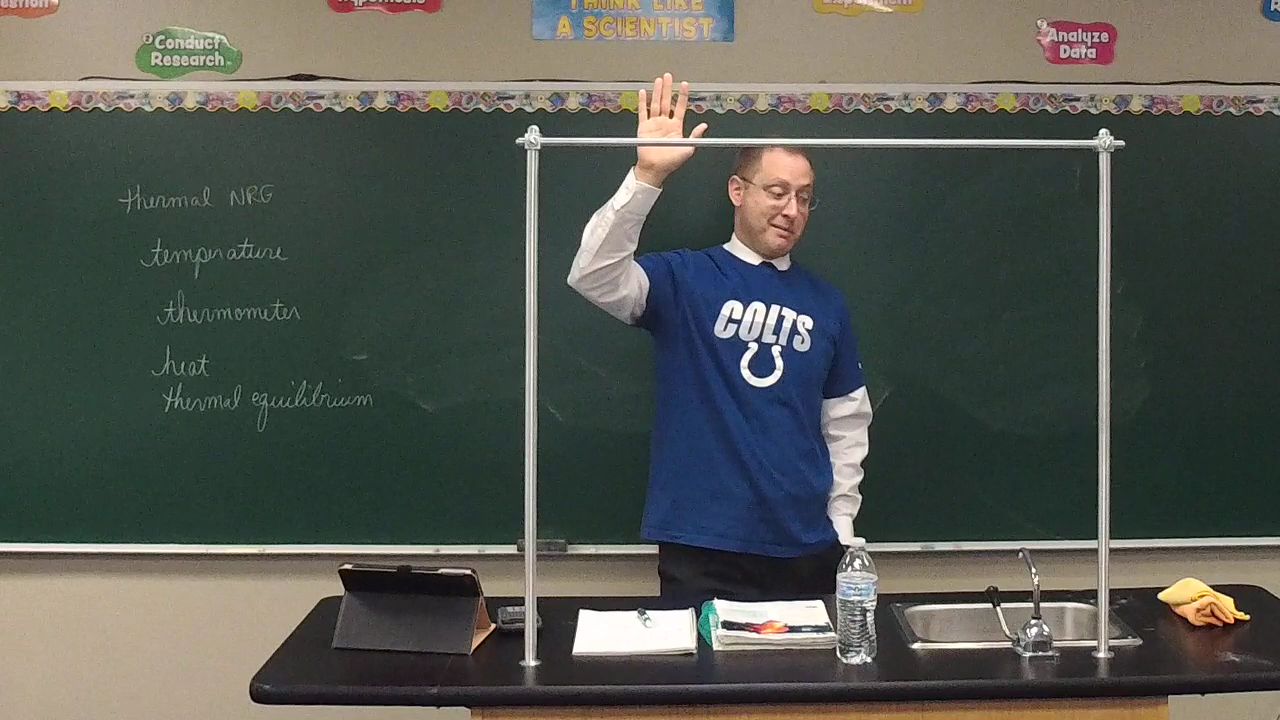 THINK LIKE
A SCIENTIST
Conduct
Research
Analyze
Data
thermal NRG
temperature
thermometer
heat
thermal equilibrium
COLTS